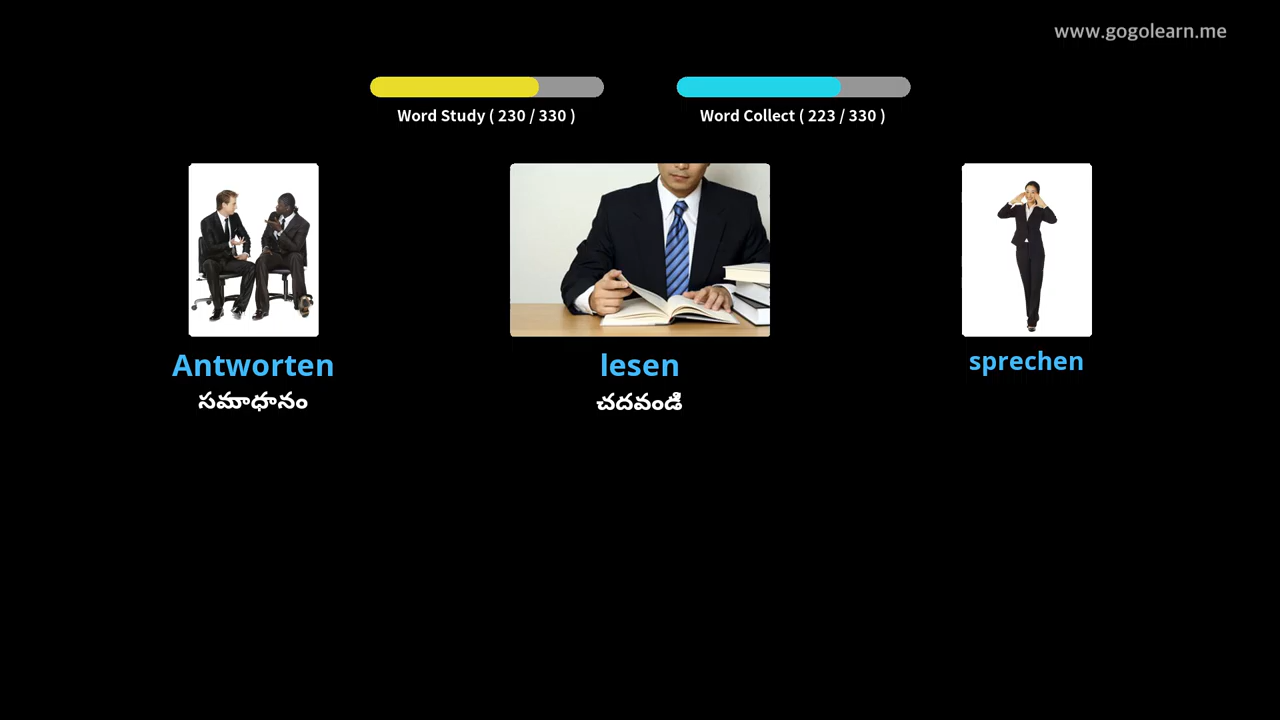 www.gogolearn.me
Word Study ( 230 / 330 )
Word Collect ( 223 / 330 )
Antworten
సమాధానం
lesen
చదవండి
sprechen